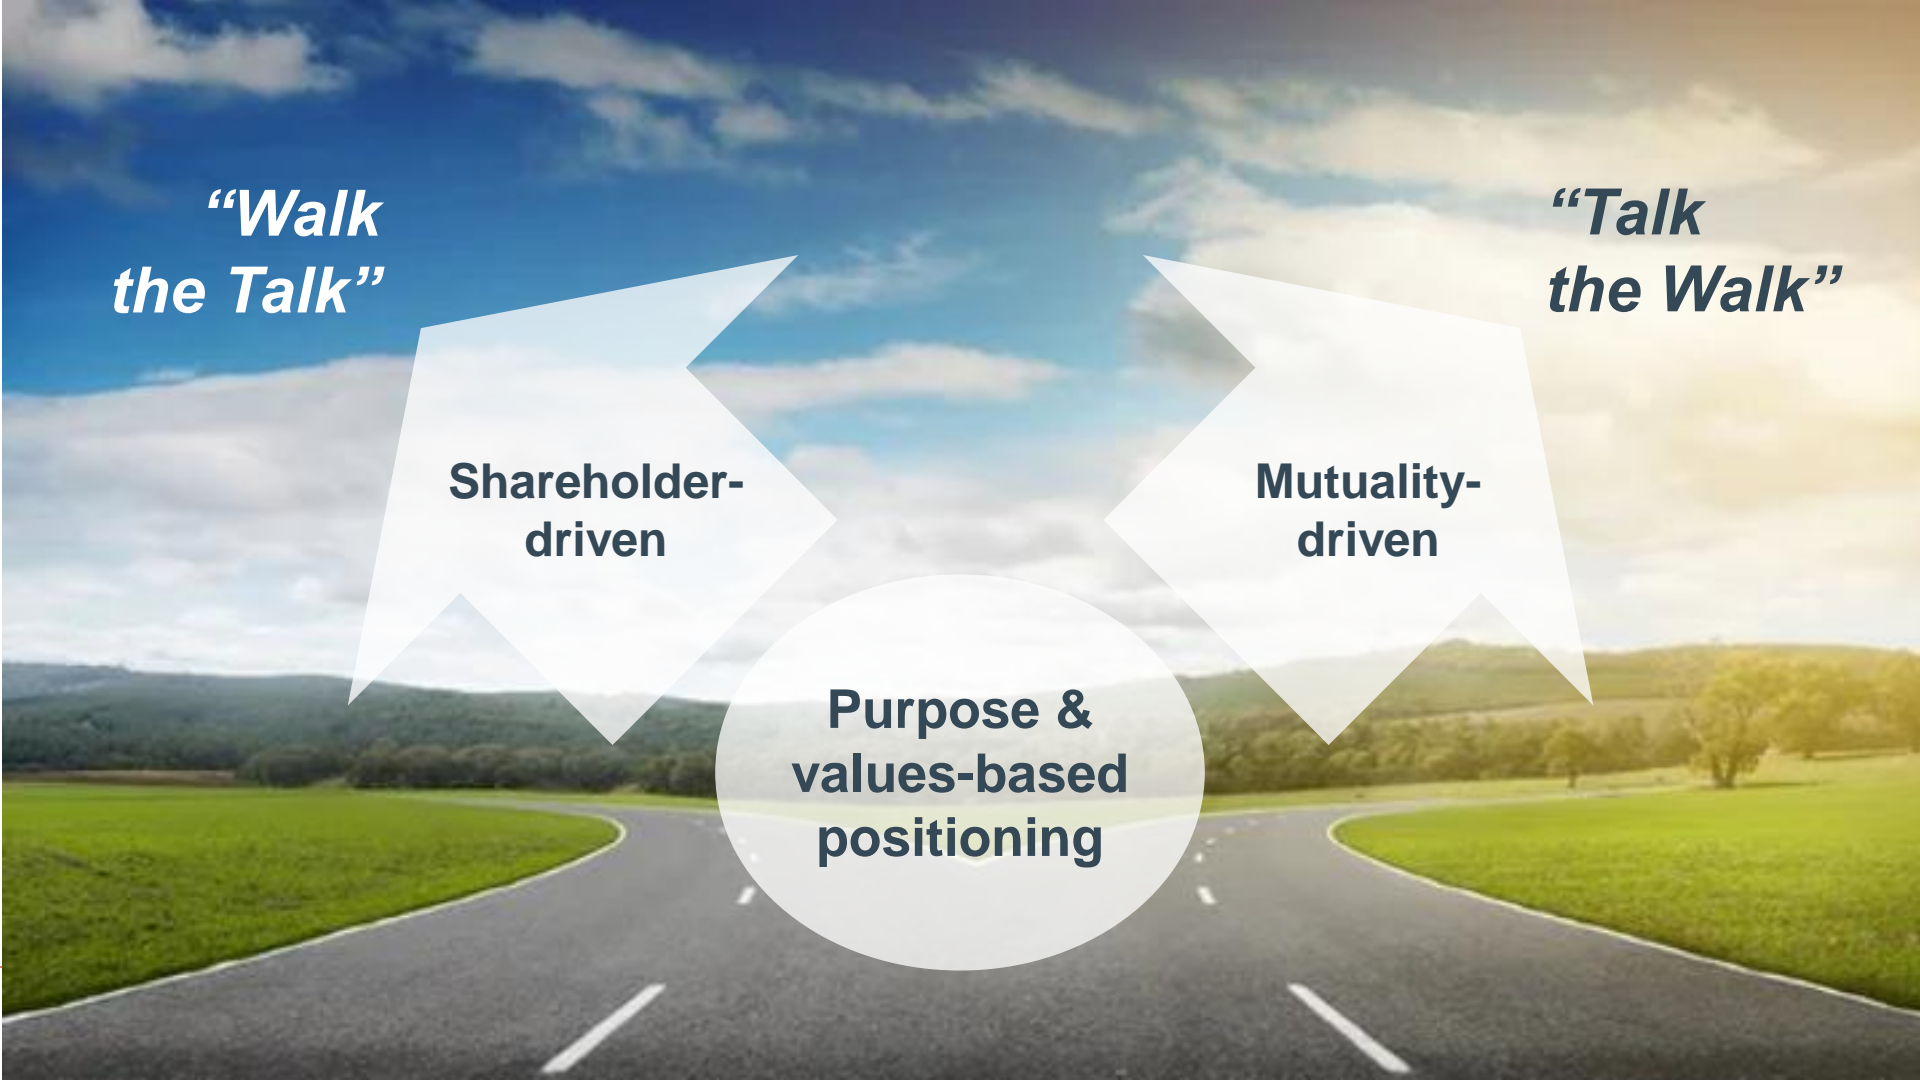 “Walk
the Talk”
“Talk
the Walk”
Shareholder-
driven
Mutuality-
driven
Purpose &
values-based
positioning